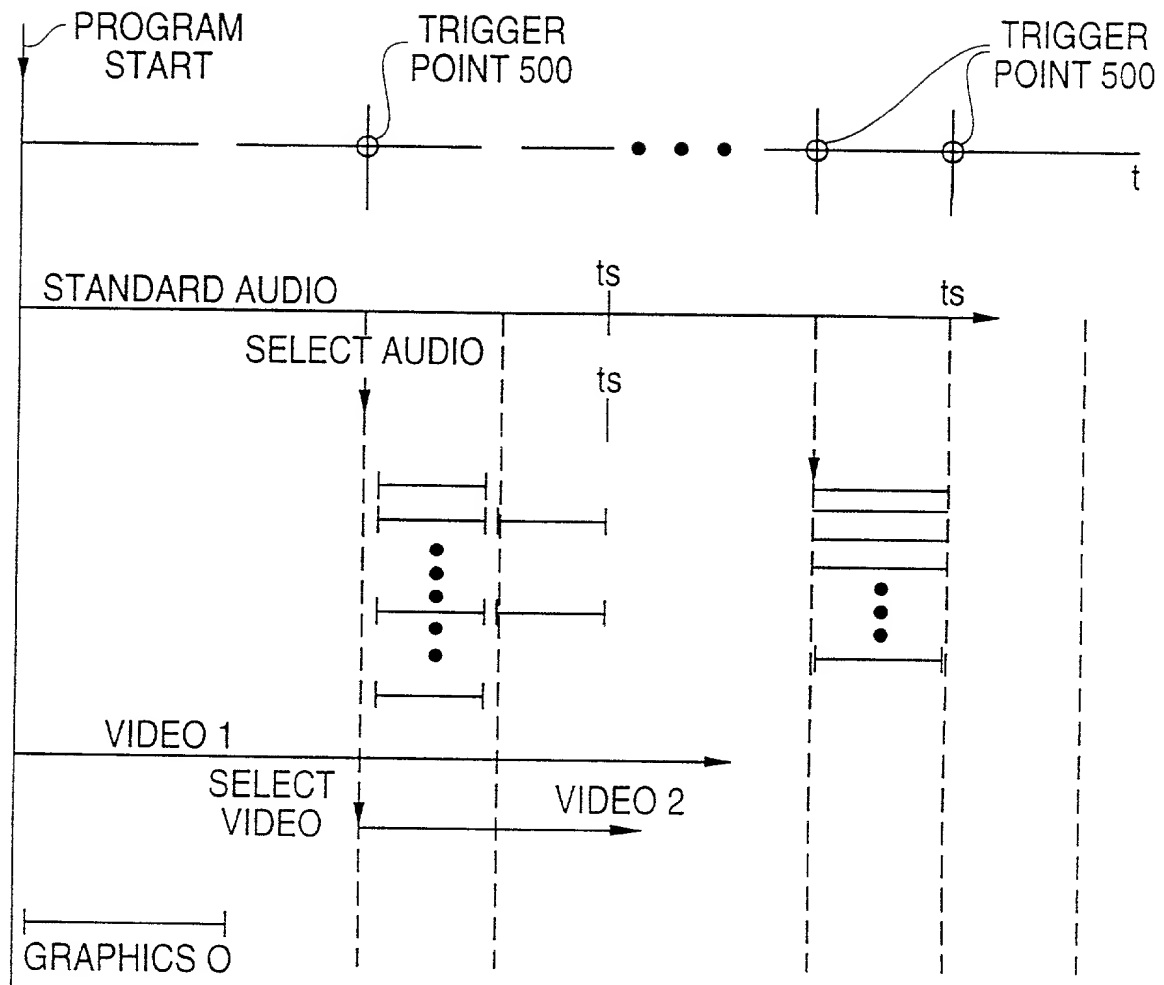 PROGRAM
START
TRIGGER
POINT 500
TRIGGER
POINT 500
t
STANDARD AUDIO
ts
ts
SELECT AUDIO
ts
VIDEO 1
SELECT
VIDEO
VIDEO 2
GRAPHICS O